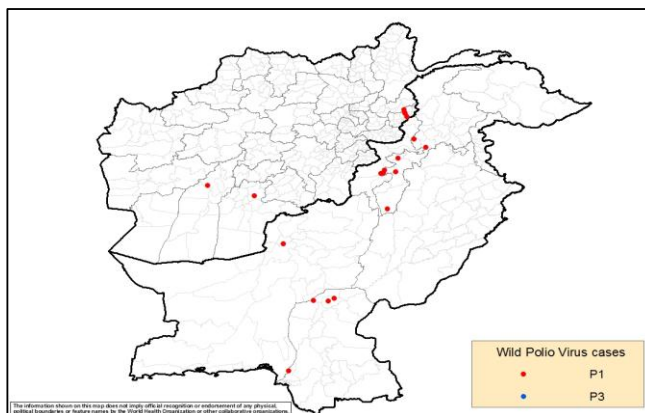 Wild Polio Virus cases
P1
P3
The information shown on this map does not imply official recognition or endorsement of any physical,
political boundaries or feature names by the World Health Organization or other collaborative organisations.